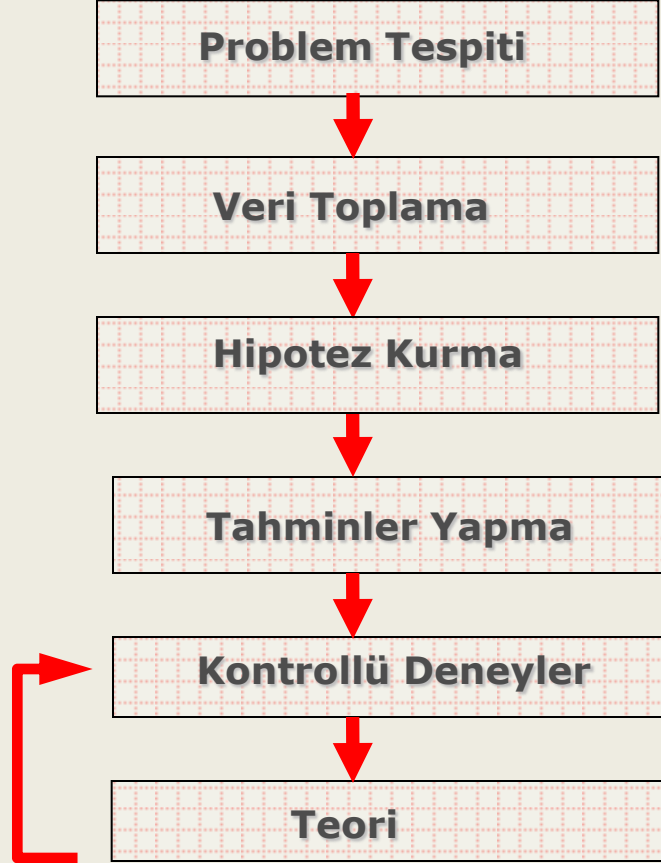 Problem Tespiti
Veri Toplama
Hipotez Kurma
Tahminler Yapma
Kontrollü Deneyler
Teori